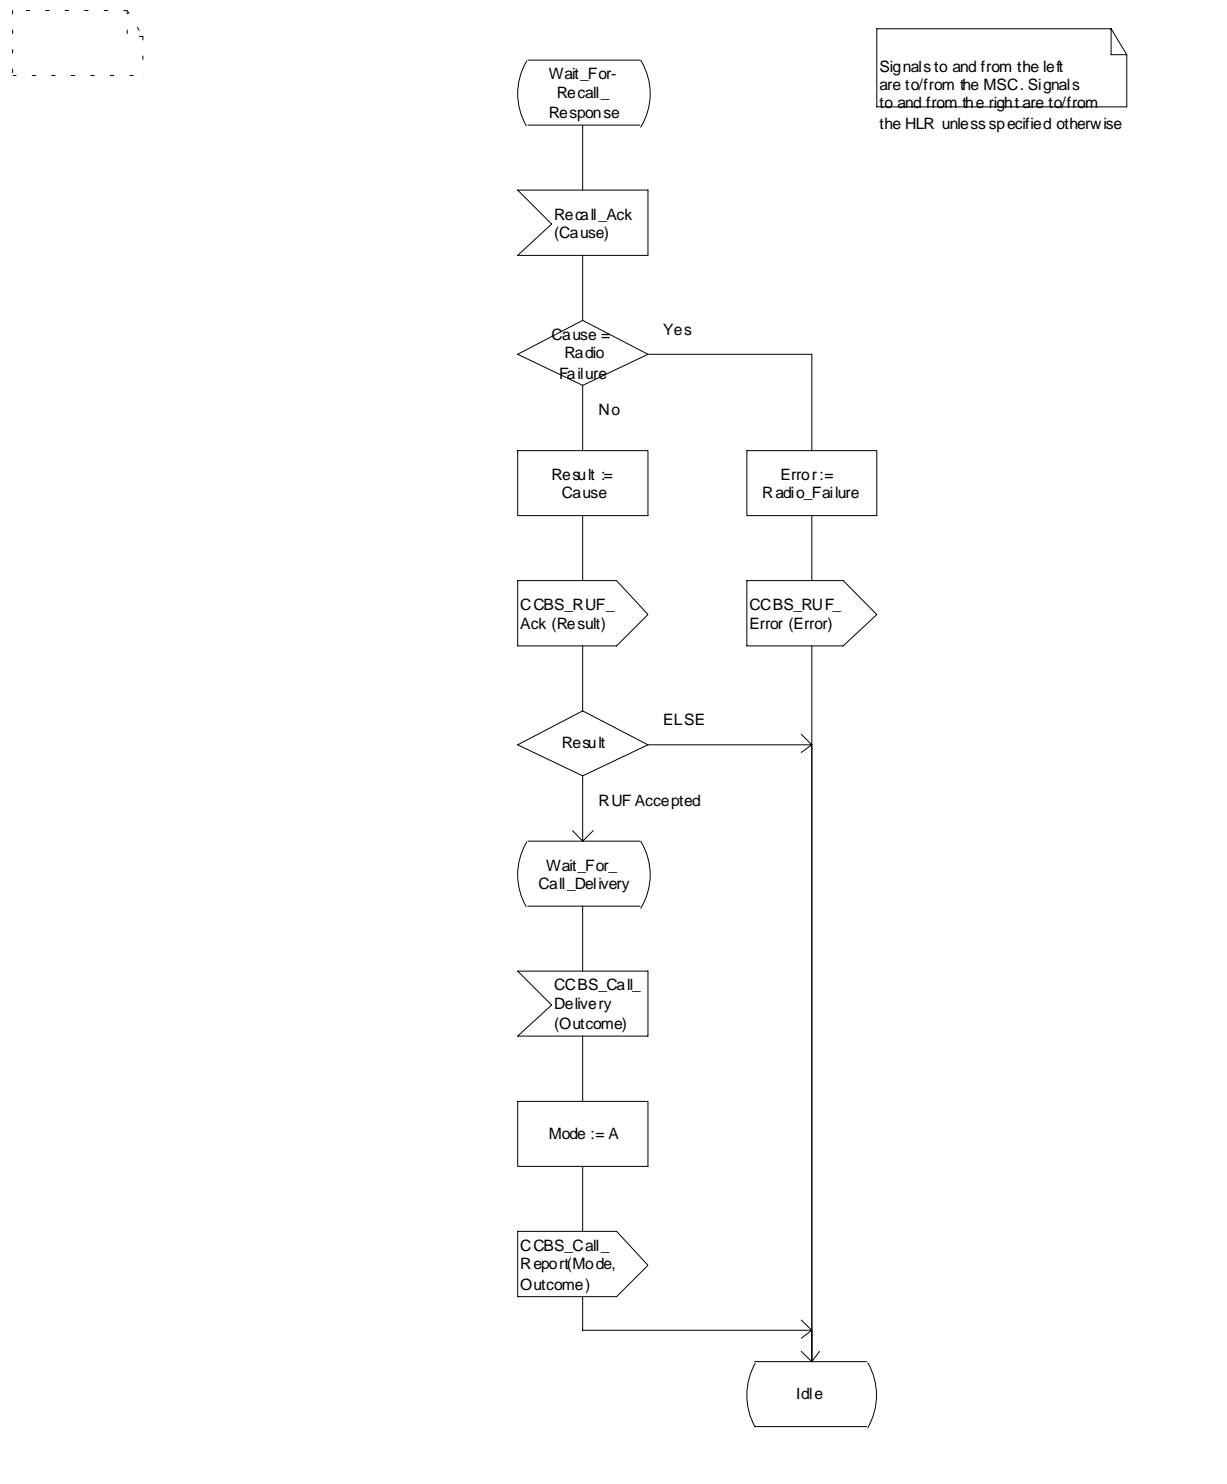 Signals to and from the left
are to/from the MSC. Signals
to and from the right are to/from
the HLR unless specified otherwise
Wait_For-
Recall_
Response
Recall_Ack
(Cause)
Cause =
Radio
Failure
Yes
No
Result :=
Cause
Error :=
Radio_Failure
CCBS_RUF_
Ack (Result)
CCBS_RUF_
Error (Error)
Result
ELSE
RUF Accepted
Wait_For_
Call_Delivery
CCBS_Call_
Delivery
(Outcome)
Mode := A
CCBS_Call_
Report(Mode,
Outcome)
Idle